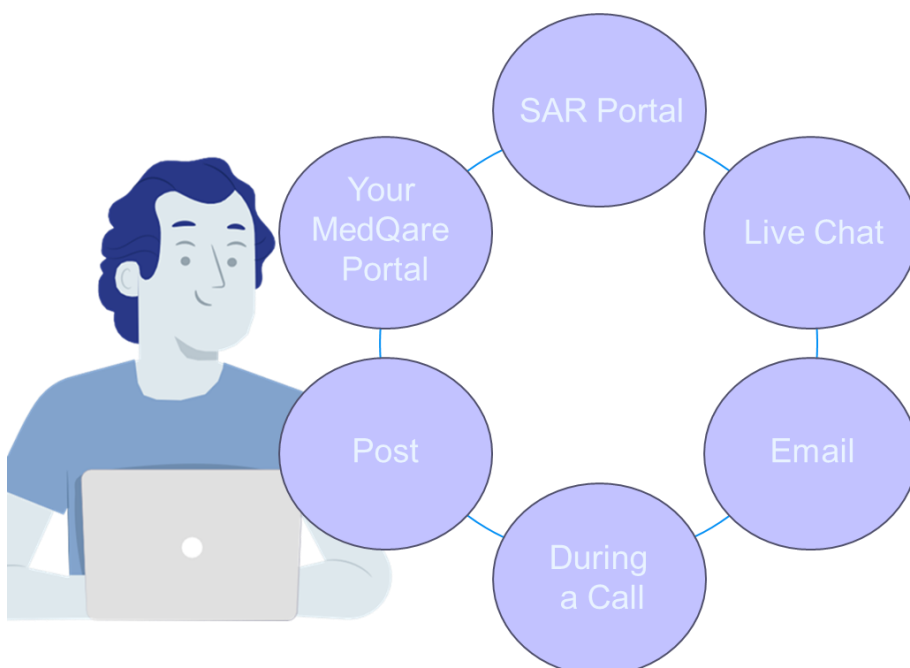 SAR Portal
Live Chat
Email
During
a Call
Post
Your
MedQare
Portal